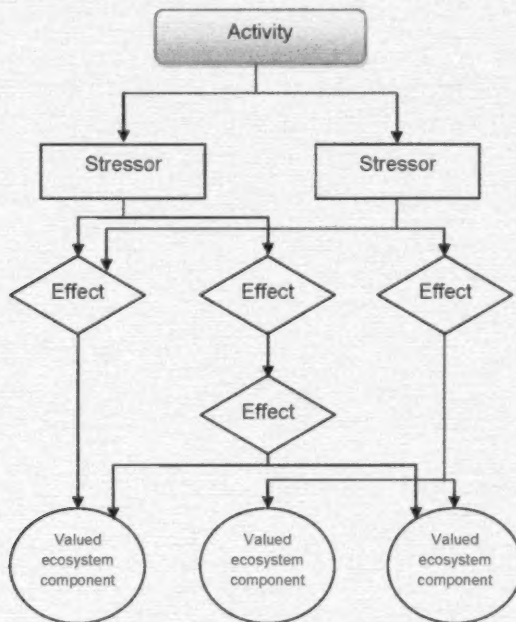 Activity
Stressor
Stressor
Effect
Effect
Effect
Effect
Valued
ecosystem
component
Valued
ecosystem
component
Valued
ecosystem
component